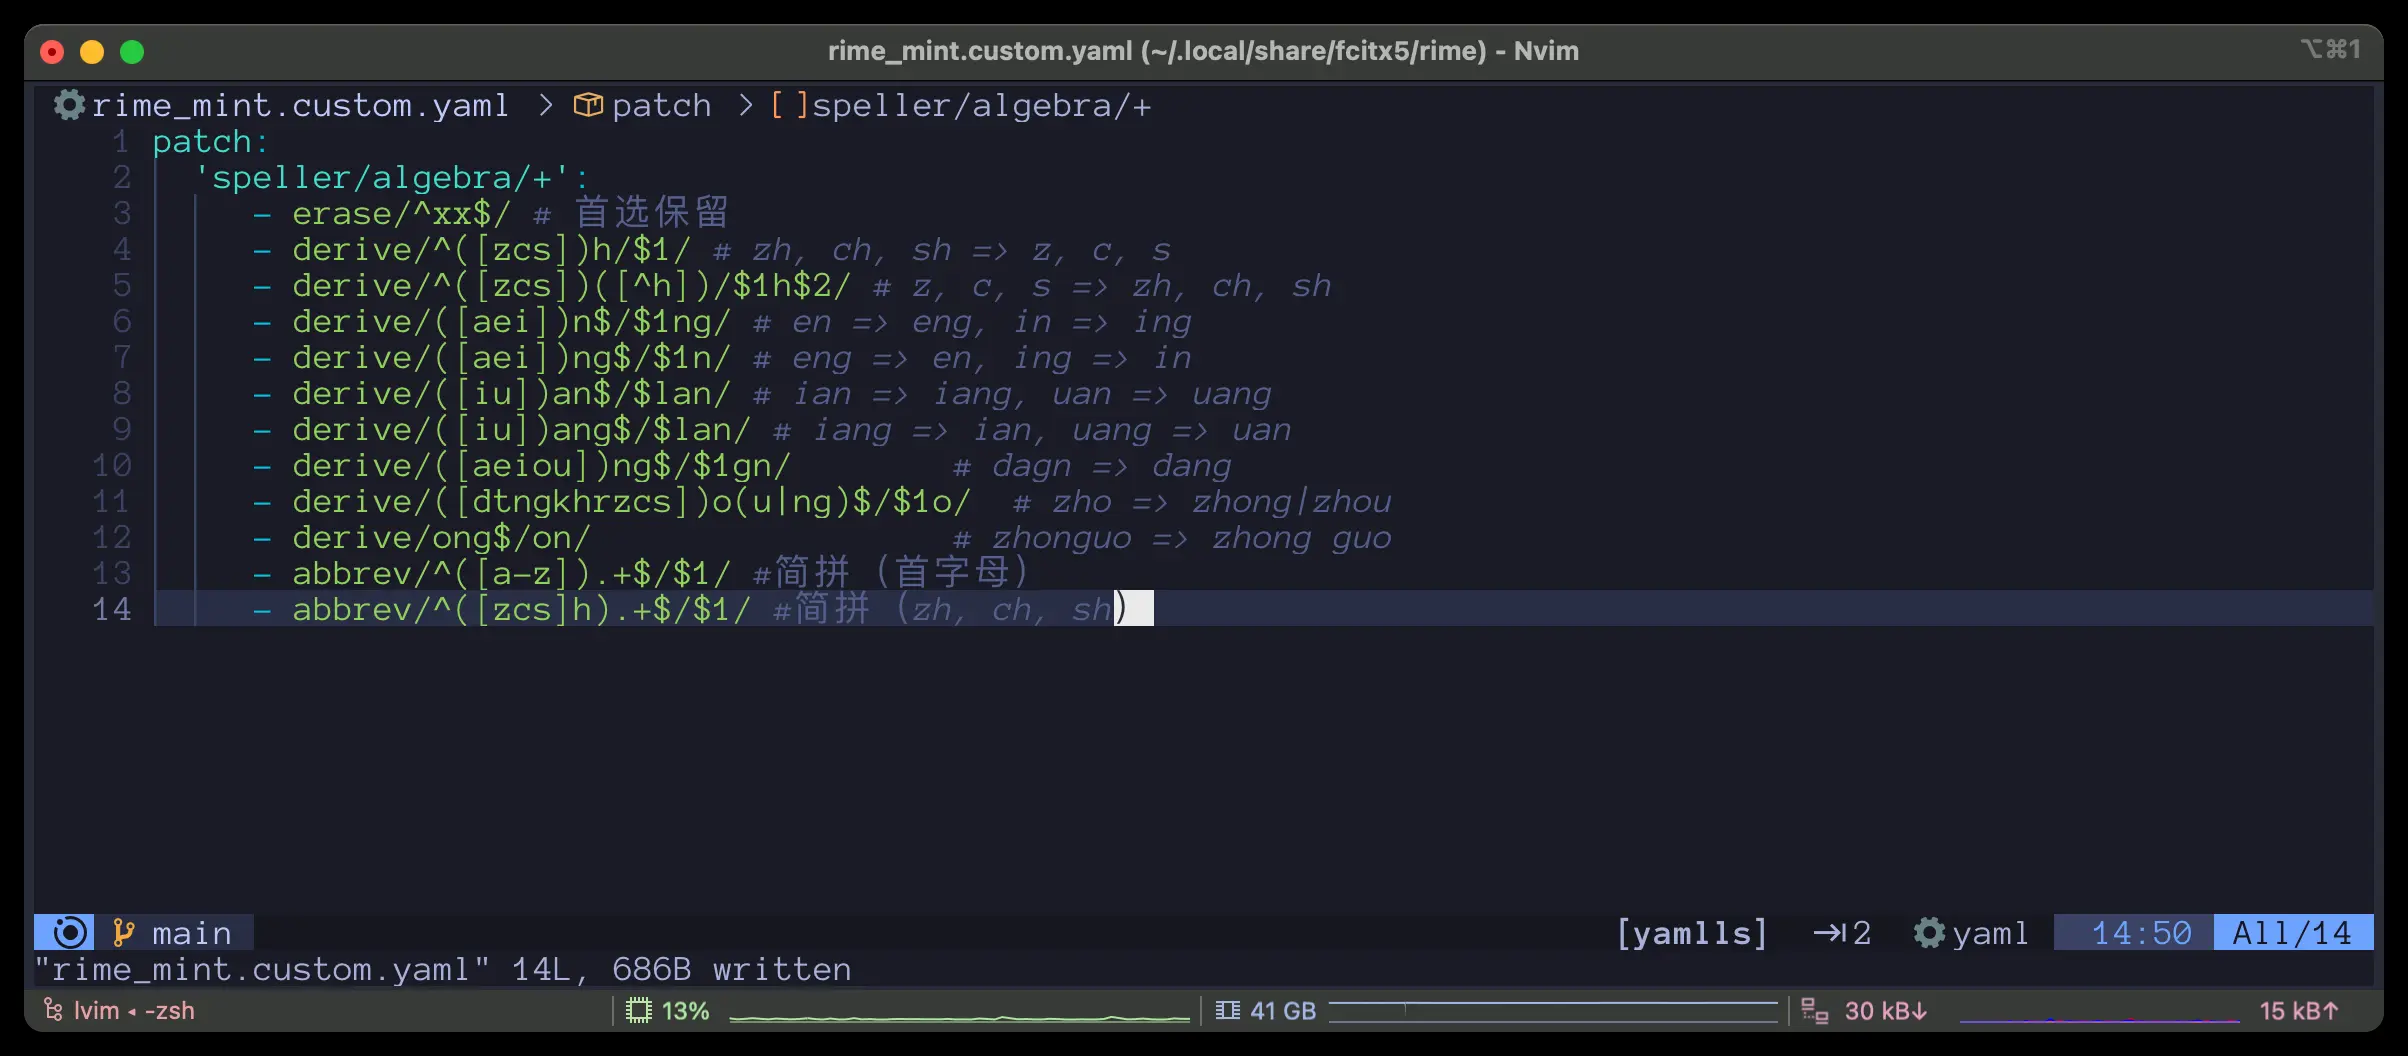 rime_mint.custom.yaml (~/.local/share/fcitx5/rime) - Nvim
⌥⌘1
rime_mint.custom.yaml > patch > [ ]speller/algebra/+
1 patch:
2 'speller/algebra/+':
3 - erase/^xx$/ # 首选保留
4 - derive/^([zcs])h/$1/ # zh, ch, sh => z, c, s
5 - derive/^([zcs])([^h])/$1h$2/ # z, c, s => zh, ch, sh
6 - derive/([aei])n$/$1ng/ # en => eng, in => ing
7 - derive/([aei])ng$/$1n/ # eng => en, ing => in
8 - derive/([iu])an$/$lan/ # ian => iang, uan => uang
9 - derive/([iu])ang$/$lan/ # iang => ian, uang => uan
10 - derive/([aeiou])ng$/$1gn/ # dagn => dang
11 - derive/([dtngkhrzcs])o(u|ng)$/$1o/ # zho => zhong|zhou
12 - derive/ong$/on/ # zhonguo => zhong guo
13 - abbrev/^([a-z]).+$/$1/ #简拼（首字母）
14 - abbrev/^([zcs]h).+$/$1/ #简拼（zh, ch, sh）
main [yamlls] →2 yaml 14:50 All/14
"rime_mint.custom.yaml" 14L, 686B written
lvim ◂ -zsh 13% 41 GB 30 kB↓ 15 kB↑